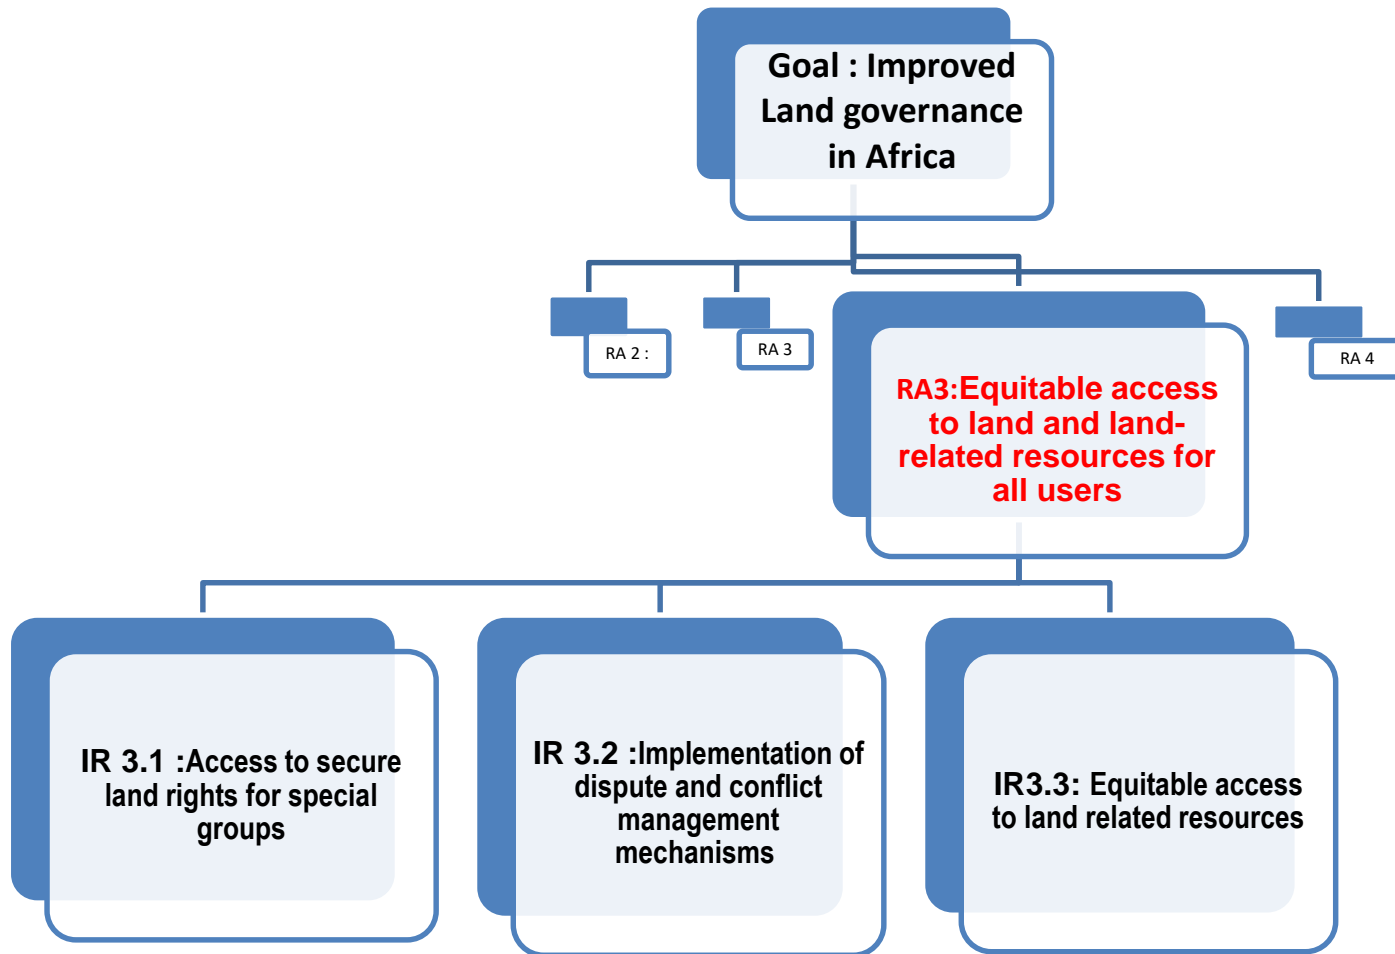 Goal : Improved
Land governance
in Africa
RA 2 :
RA 3
RA3:Equitable access
to land and land-
related resources for
all users
RA 4
IR 3.1 :Access to secure
land rights for special
groups
IR 3.2 :Implementation of
dispute and conflict
management
mechanisms
IR3.3: Equitable access
to land related resources